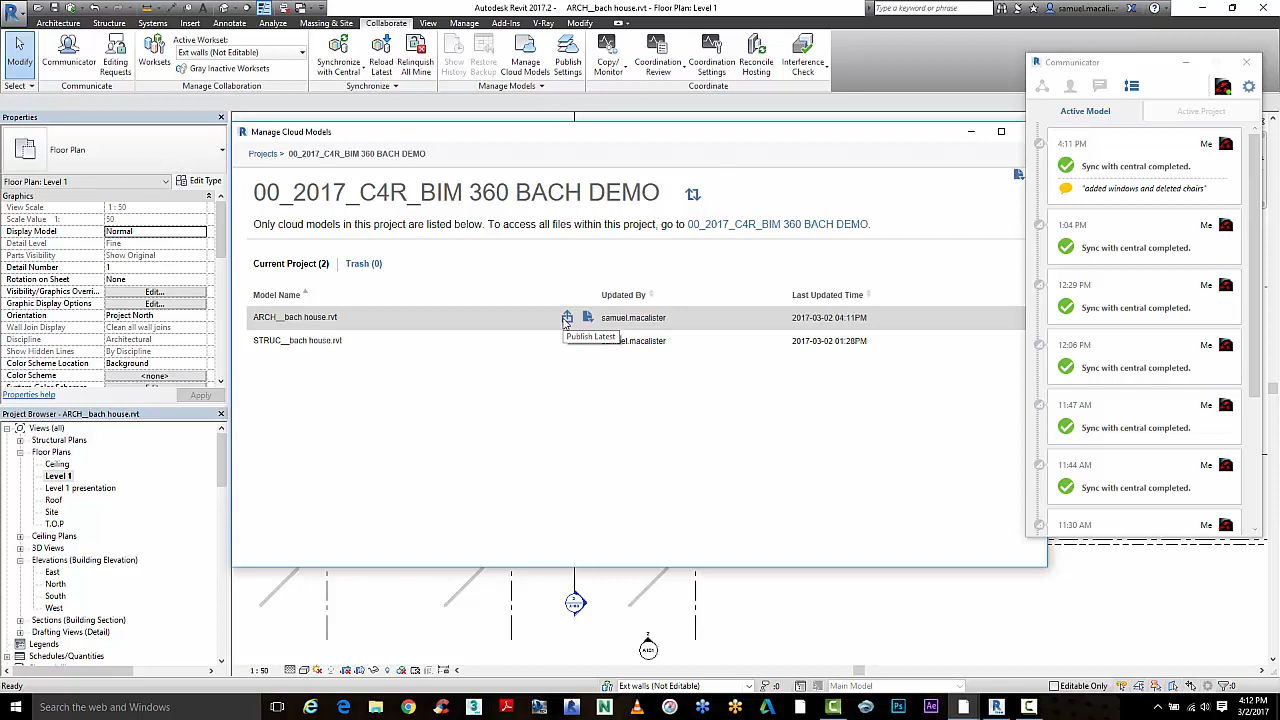 Autodesk Revit 2017.2 - ARCH__bach house.rvt - Floor Plan: Level 1
Type a keyword or phrase
samuel.macali...
Architecture Structure Systems Insert Annotate Analyze Massing & Site Collaborate View Manage Add-Ins V-Ray Modify
Modify
Communicator
Editing Requests
Worksets
Active Workset:
Ext walls (Not Editable)
Gray Inactive Worksets
Synchronize with Central
Reload Latest
Relinquish All Mine
Show History
Restore Backup
Manage Cloud Models
Publish Settings
Copy/ Monitor
Coordination Review
Coordination Settings
Reconcile Hosting
Interference Check
Select
Communicate
Manage Collaboration
Synchronize
Manage Models
Coordinate
Properties
Floor Plan
Floor Plan: Level 1
Edit Type
Graphics
View Scale 1 : 50
Scale Value 1: 50
Display Model Normal
Detail Level Fine
Parts Visibility Show Original
Detail Number 1
Rotation on Sheet None
Visibility/Graphics Overri... Edit...
Graphic Display Options Edit...
Orientation Project North
Wall Join Display Clean all wall joins
Discipline Architectural
Show Hidden Lines By Discipline
Color Scheme Location Background
Color Scheme <none>
Properties help
Apply
Project Browser - ARCH__bach house.rvt
Views (all)
Structural Plans
Floor Plans
Ceiling
Level 1
Level 1 presentation
Roof
Site
T.O.P
Ceiling Plans
3D Views
Elevations (Building Elevation)
East
North
South
West
Sections (Building Section)
Drafting Views (Detail)
Legends
Schedules/Quantities
Manage Cloud Models
Projects > 00_2017_C4R_BIM 360 BACH DEMO
00_2017_C4R_BIM 360 BACH DEMO
Only cloud models in this project are listed below. To access all files within this project, go to 00_2017_C4R_BIM 360 BACH DEMO.
Current Project (2) Trash (0)
Model Name Updated By Last Updated Time
ARCH__bach house.rvt samuel.macalister 2017-03-02 04:11PM
Publish Latest
STRUC__bach house.rvt samuel.macalister 2017-03-02 01:28PM
Communicator
Active Model Active Project
4:11 PM Me
Sync with central completed.
"added windows and deleted chairs"
1:04 PM Me
Sync with central completed.
12:29 PM Me
Sync with central completed.
12:06 PM Me
Sync with central completed.
11:47 AM Me
Sync with central completed.
11:44 AM Me
Sync with central completed.
11:30 AM Me
1 : 50
Ready
Ext walls (Not Editable)
:0
Main Model
Editable Only
:0
Search the web and Windows
4:12 PM
3/2/2017